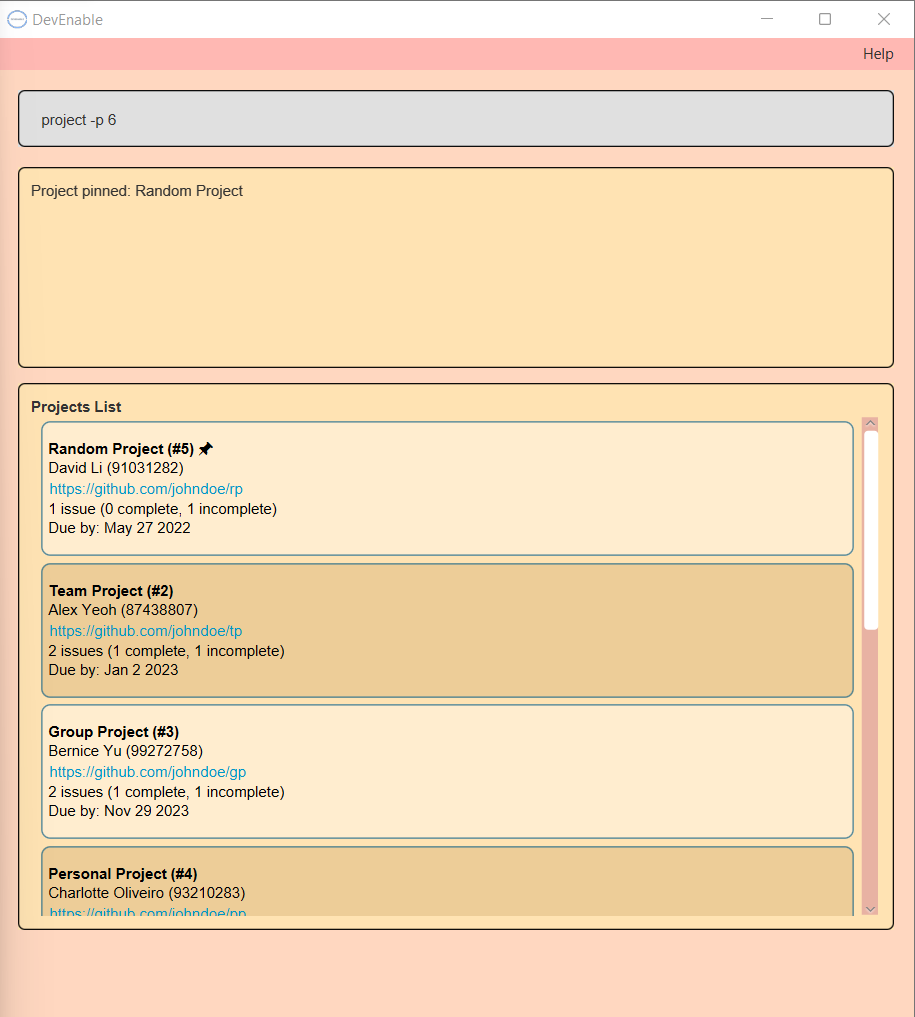 DevEnable
Help
project -p 6
Project pinned: Random Project
Projects List
Random Project (#5)
David Li (91031282)
https://github.com/johndoe/rp
1 issue (0 complete, 1 incomplete)
Due by: May 27 2022
Team Project (#2)
Alex Yeoh (87438807)
https://github.com/johndoe/tp
2 issues (1 complete, 1 incomplete)
Due by: Jan 2 2023
Group Project (#3)
Bernice Yu (99272758)
https://github.com/johndoe/gp
2 issues (1 complete, 1 incomplete)
Due by: Nov 29 2023
Personal Project (#4)
Charlotte Oliveiro (93210283)
https://github.com/johndoe/pp